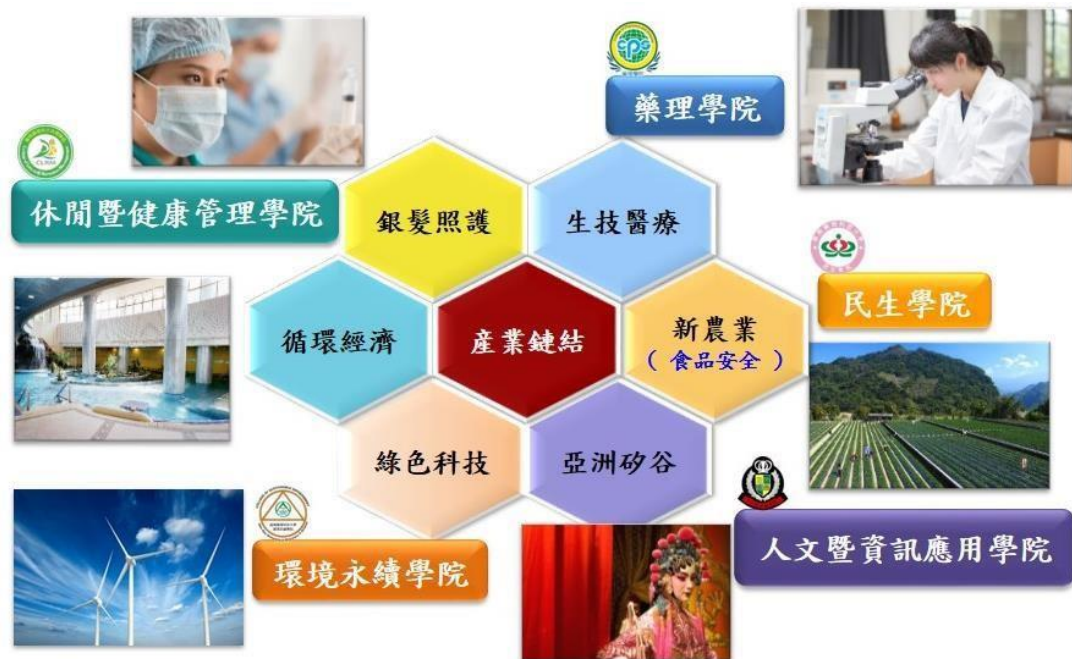 藥理學院
休閒暨健康管理學院
銀髮照護
生技醫療
民生學院
循環經濟
産業鏈結
新農業
( 食品安全 )
綠色科技
亞洲矽谷
環境永續學院
人文暨資訊應用學院